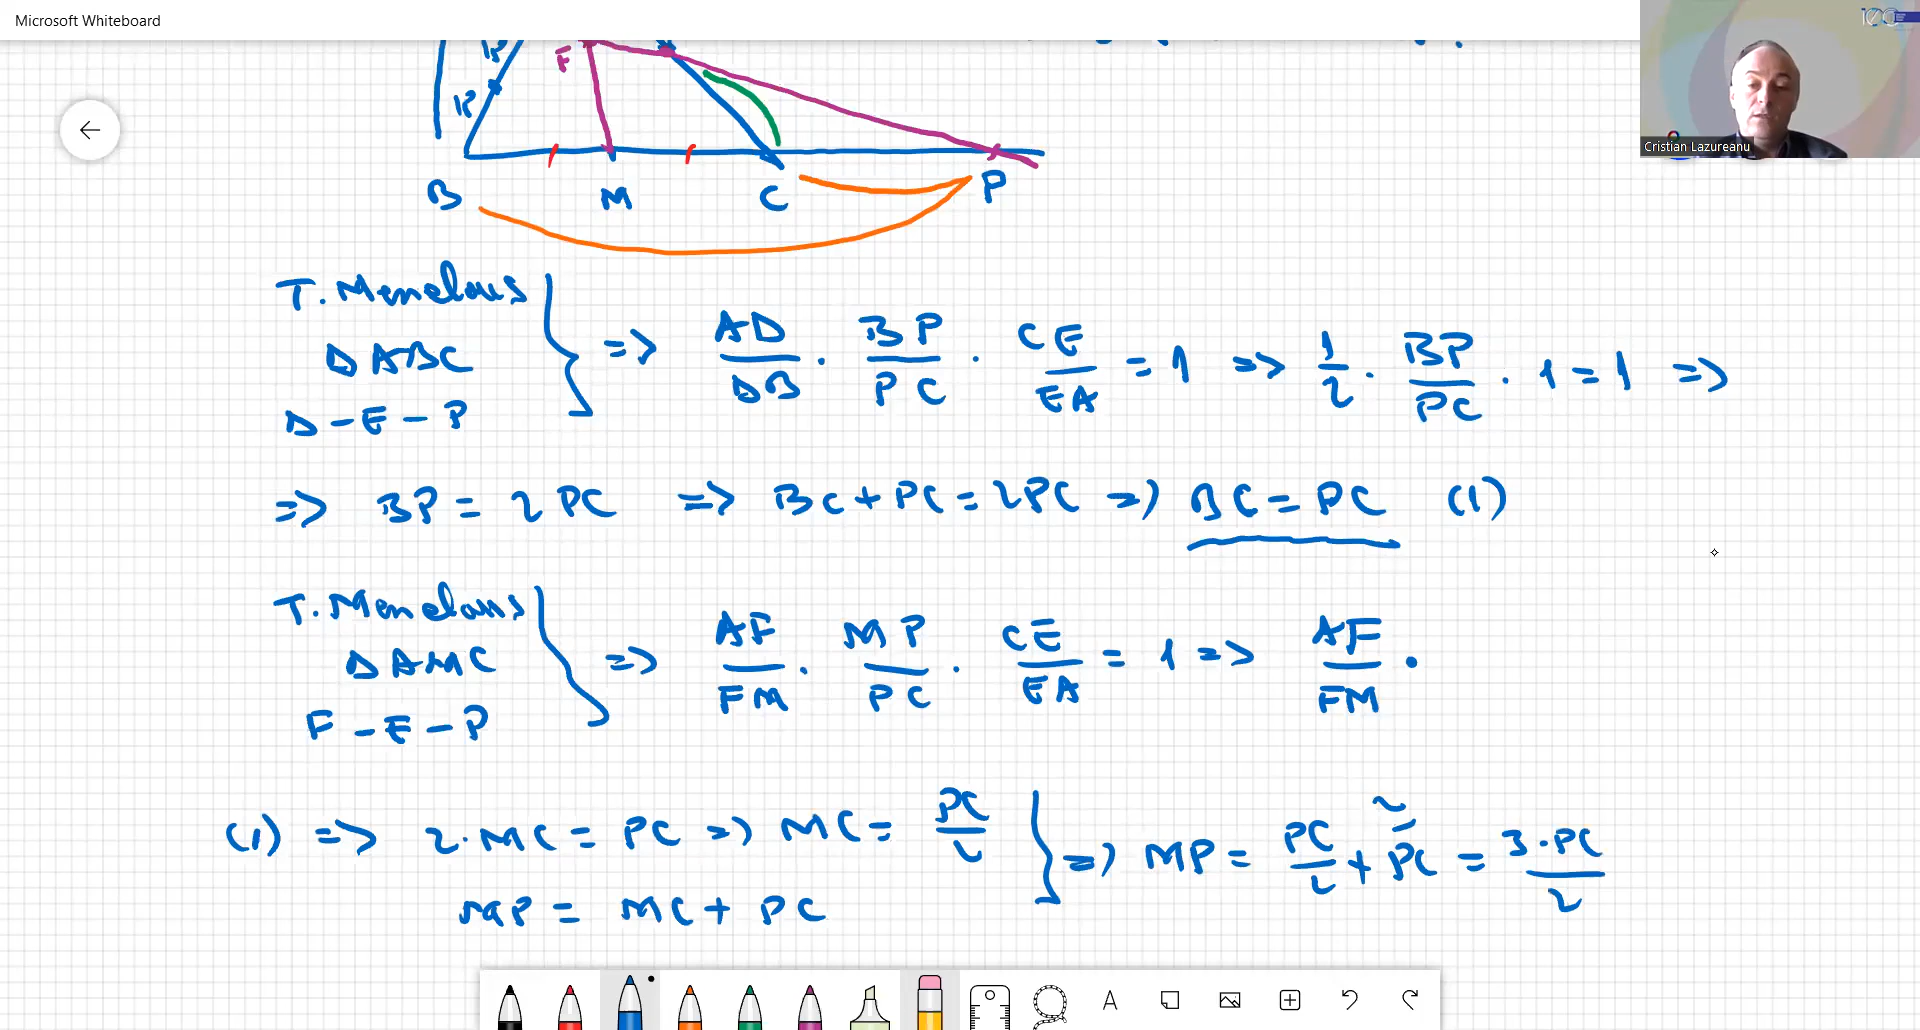 Microsoft Whiteboard
100
Cristian Lazureanu
F
B M C P
T. Menelaus
Δ ABC
D - E - P
=> AD/DB · BP/PC · CE/EA = 1 => 1/2 · BP/PC · 1 = 1 =>
=> BP = 2PC => BC + PC = 2PC => BC = PC (1)
T. Menelaus
Δ AMC
F - E - P
=> AF/FM · MP/PC · CE/EA = 1 => AF/FM ·
(1) => 2·MC = PC => MC = PC/2
MP = MC + PC
=> MP = PC/2 + PC = 3·PC/2